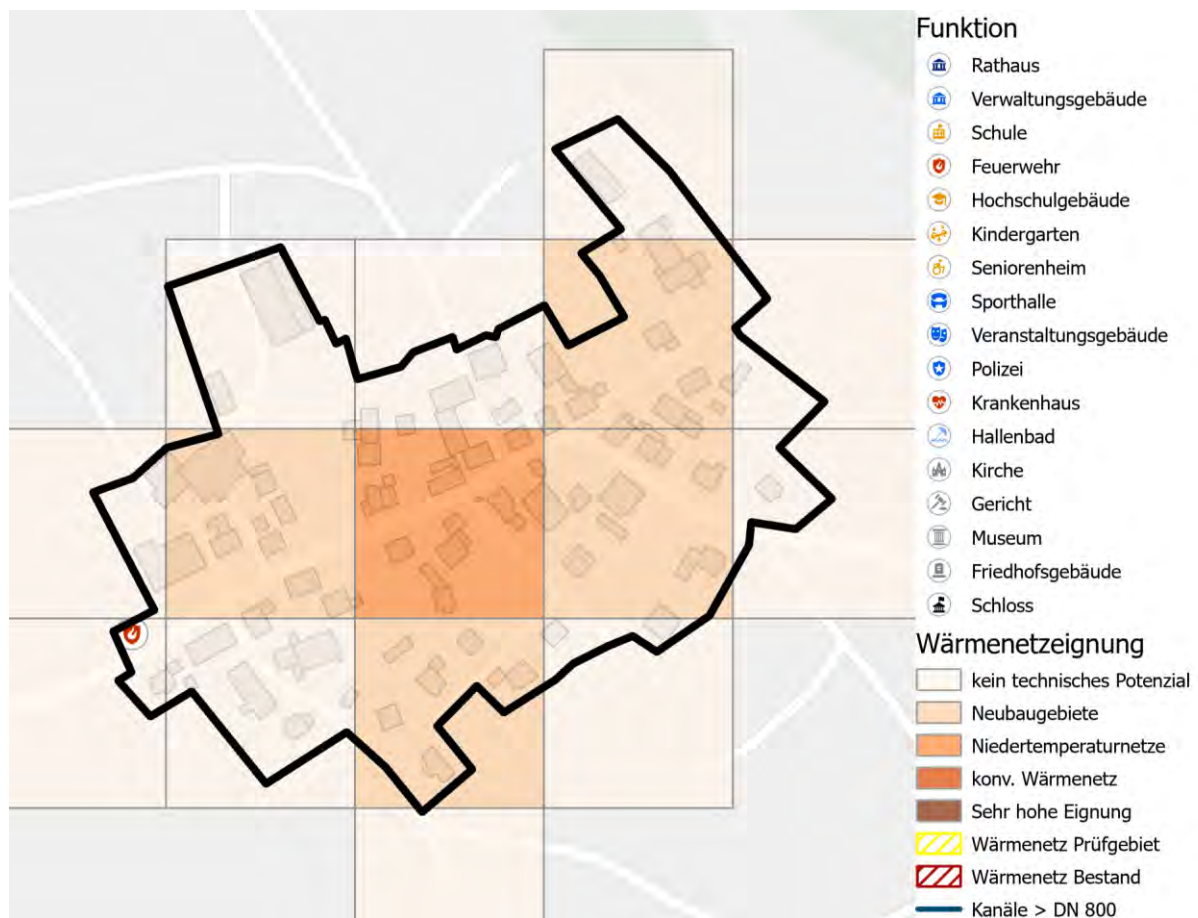 Funktion
Rathaus
Verwaltungsgebäude
Schule
Feuerwehr
Hochschulgebäude
Kindergarten
Seniorenheim
Sporthalle
Veranstaltungsgebäude
Polizei
Krankenhaus
Hallenbad
Kirche
Gericht
Museum
Friedhofsgebäude
Schloss
Wärmenetzeignung
kein technisches Potenzial
Neubaugebiete
Niedertemperaturnetze
konv. Wärmenetz
Sehr hohe Eignung
Wärmenetz Prüfgebiet
Wärmenetz Bestand
Kanäle > DN 800